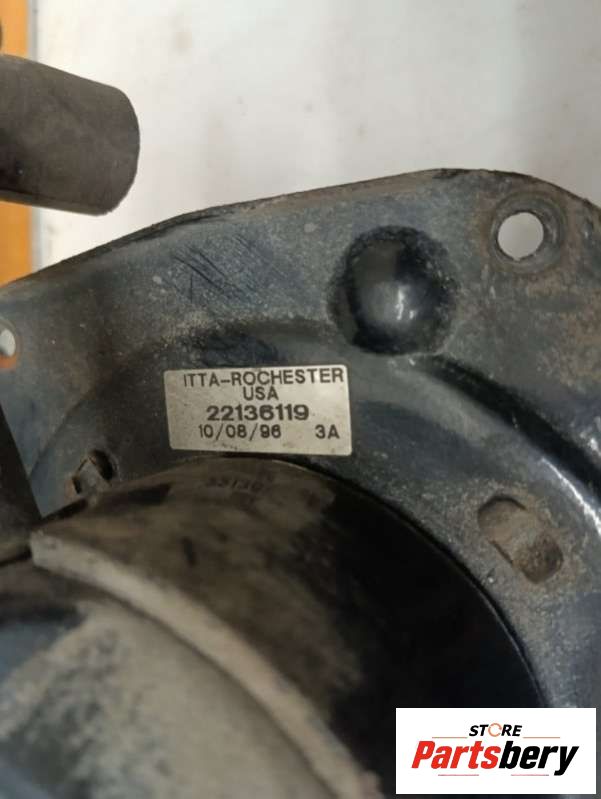 ITTA-ROCHESTER
USA
22136119
10/08/96 3A
STORE
Partsbery